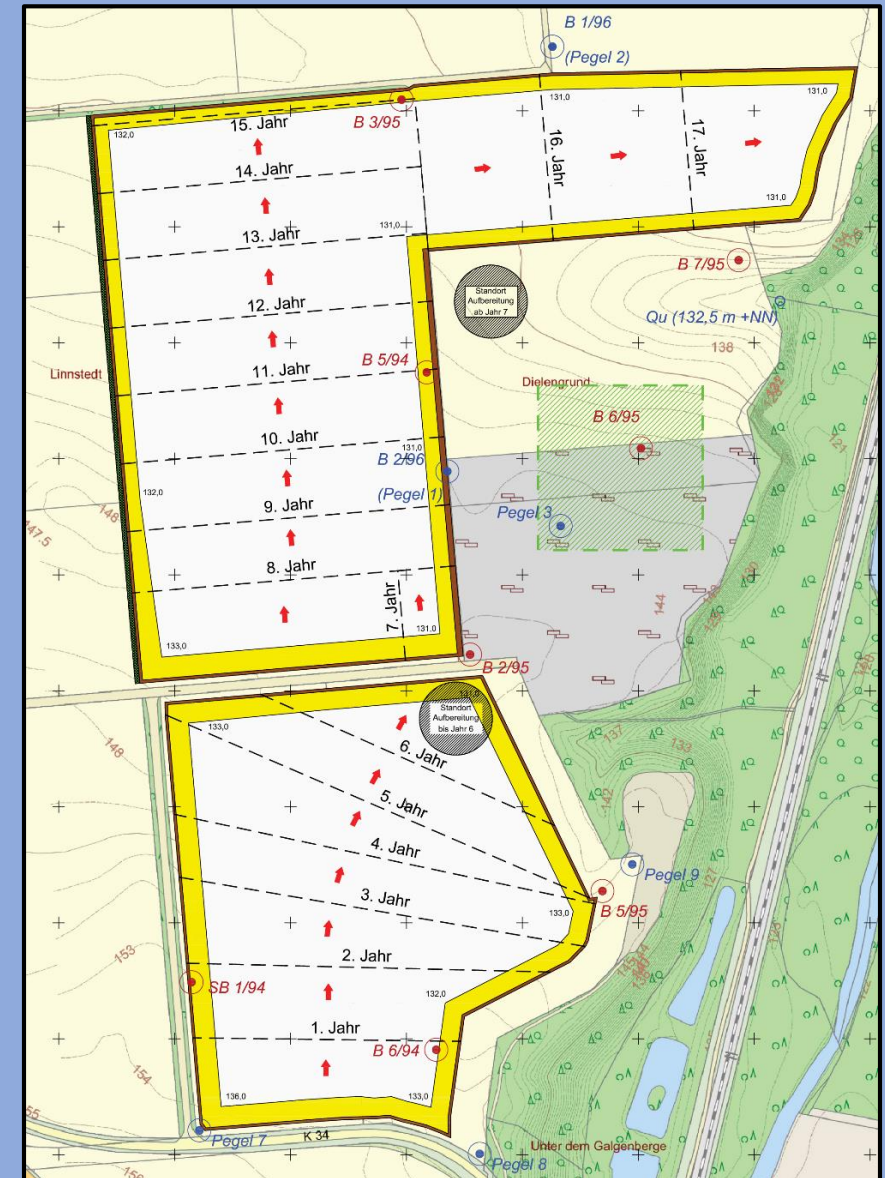 B 1/96
(Pegel 2)
B 3/95
131,0
131,0
132,0
15. Jahr
14. Jahr
16. Jahr
17. Jahr
13. Jahr
131,0
131,0
B 7/95
134
Standort
Aufbereitung
ab Jahr 7
12. Jahr
Qu (132,5 m +NN)
138
Linnstedt
11. Jahr
B 5/94
Dielengrund
B 6/95
10. Jahr
131,0
B 2/96
(Pegel 1)
121
132,0
148
147.5
9. Jahr
Pegel 3
8. Jahr
7. Jahr
144
131,0
133,0
B 2/95
131,0
Standort
Aufbereitung
bis Jahr 6
133,0
148
6. Jahr
137
133
5. Jahr
142
4. Jahr
Pegel 9
127
3. Jahr
B 5/95
133,0
153
2. Jahr
SB 1/94
132,0
1. Jahr
B 6/94
154
136,0
133,0
155
Pegel 7
K 34
Unter dem Galgenberge
Pegel 8
156